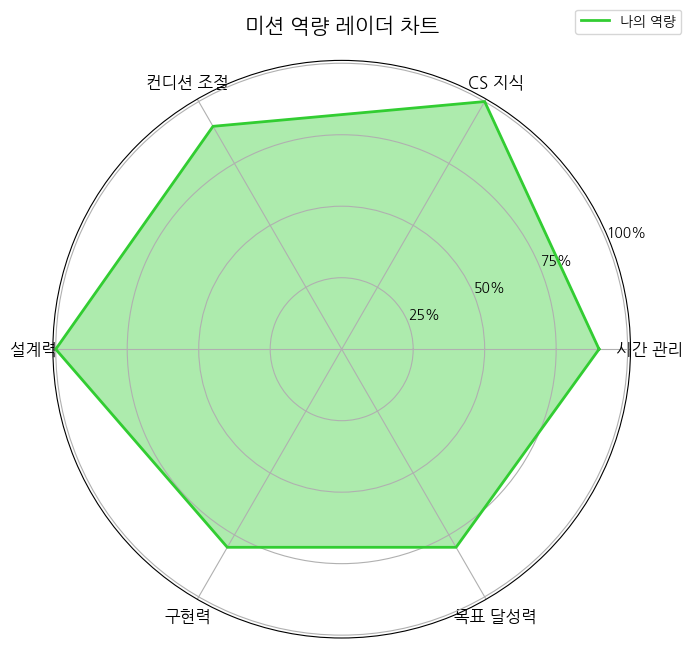 미션 역량 레이더 차트
나의 역량
컨디션 조절
CS 지식
100%
75%
50%
25%
설계력
시간 관리
구현력
목표 달성력